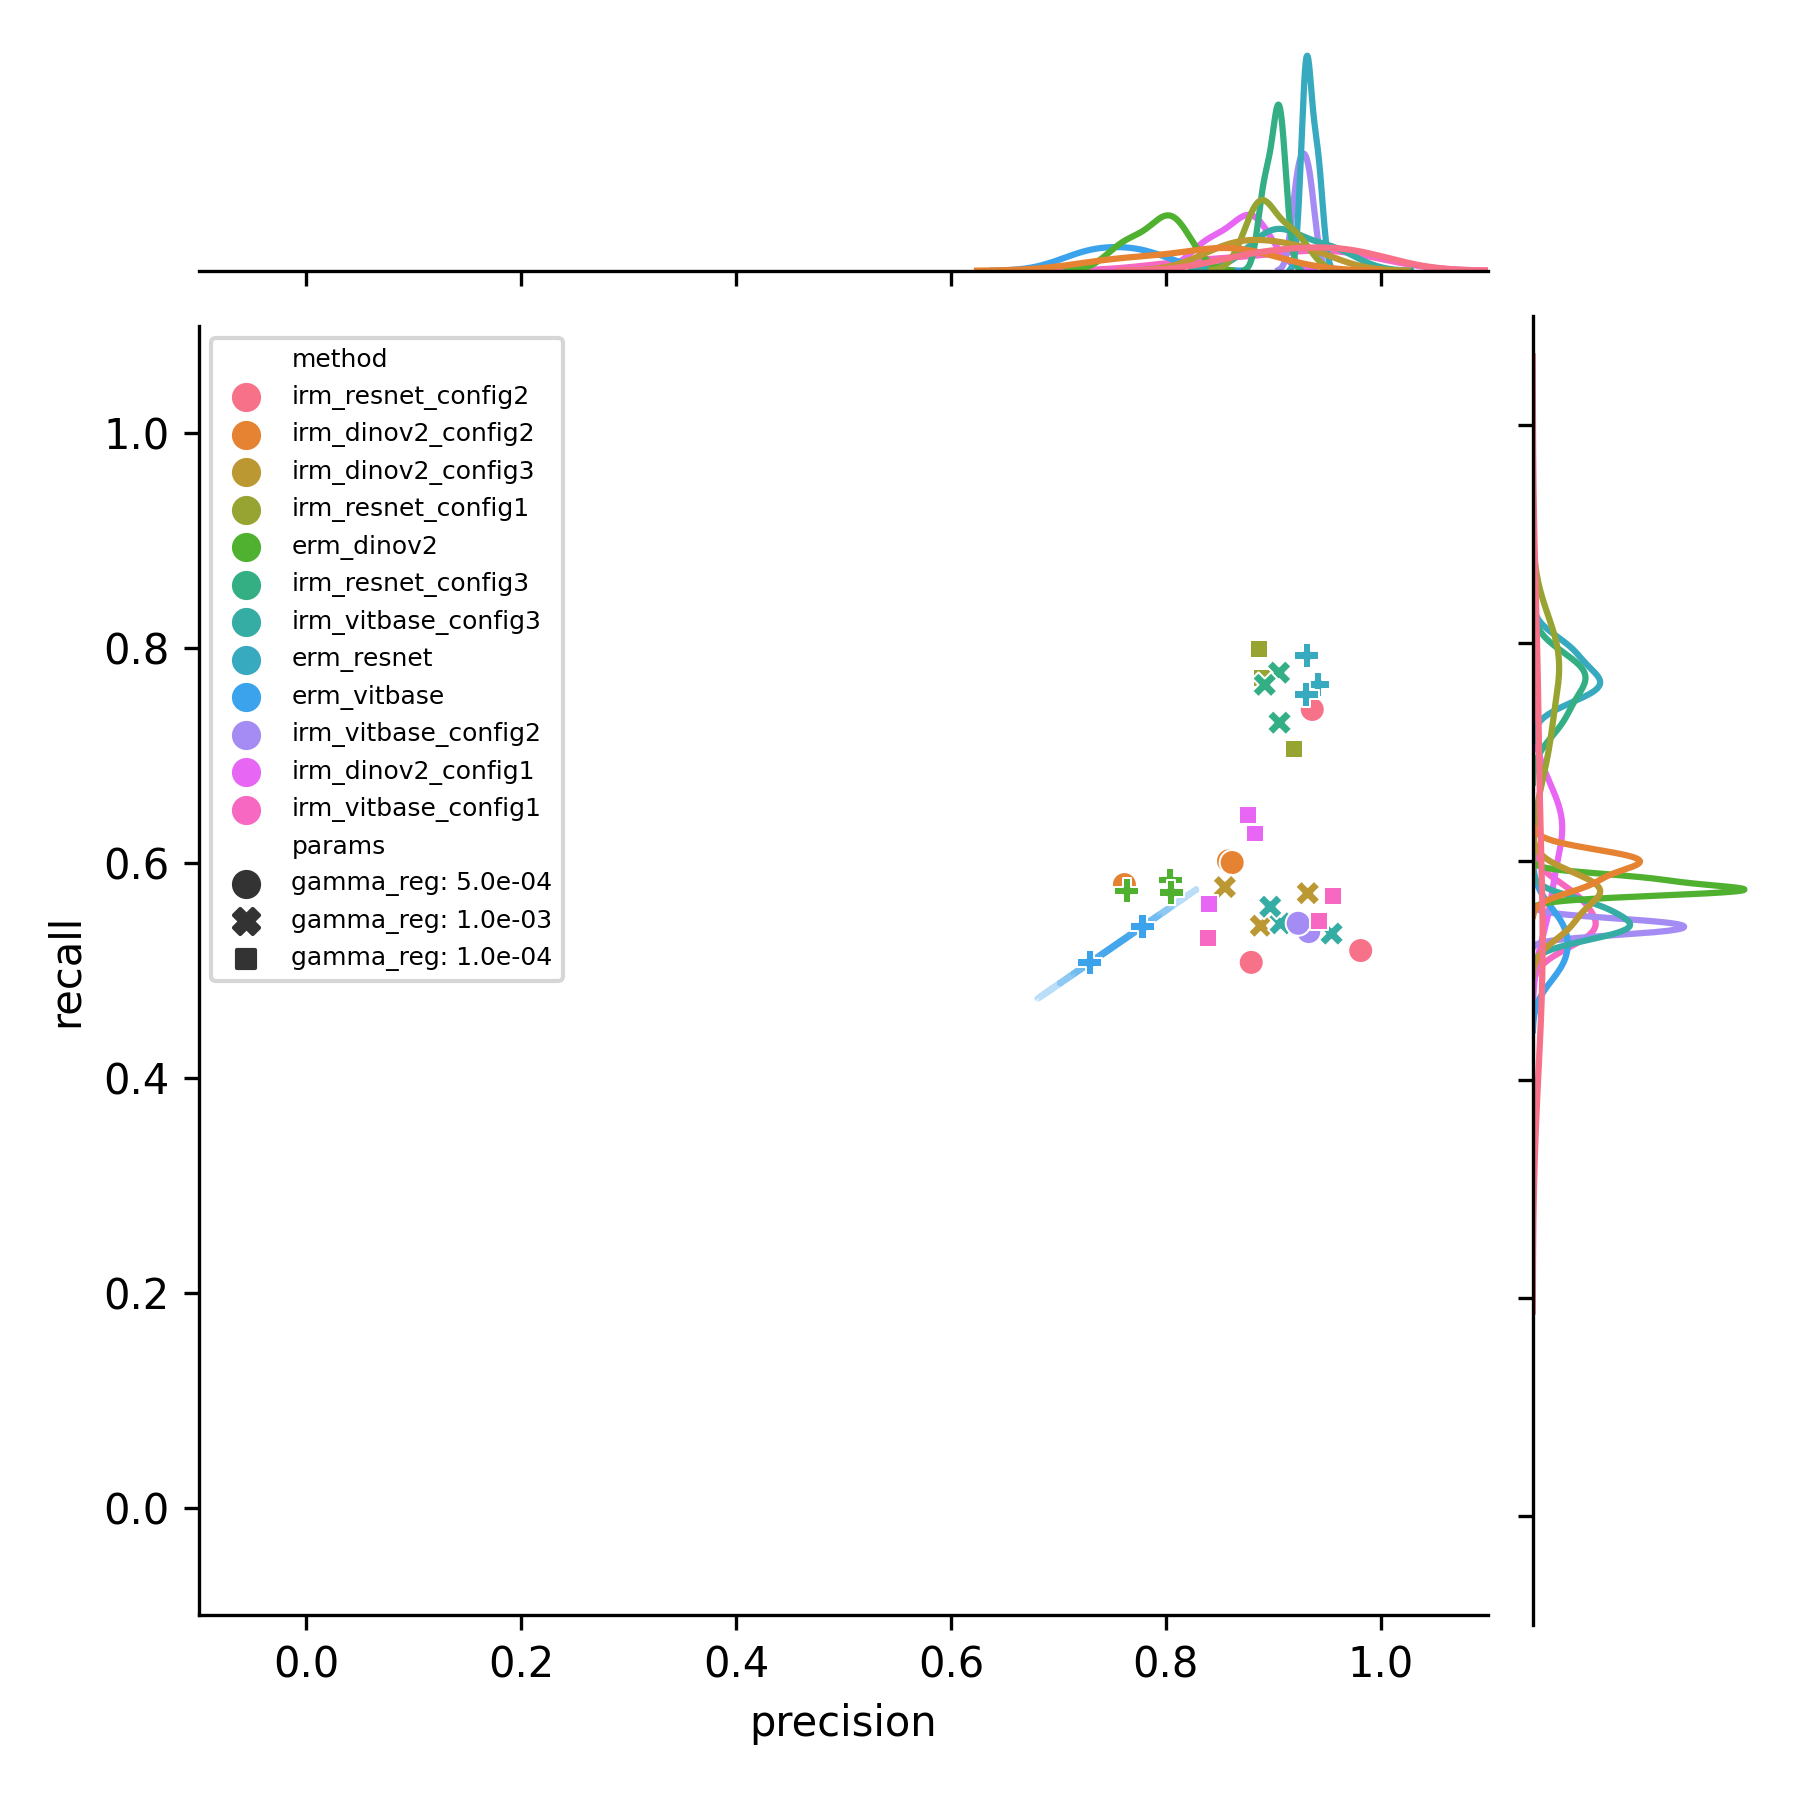 method
irm_resnet_config2
irm_dinov2_config2
irm_dinov2_config3
irm_resnet_config1
erm_dinov2
irm_resnet_config3
irm_vitbase_config3
erm_resnet
erm_vitbase
irm_vitbase_config2
irm_dinov2_config1
irm_vitbase_config1
params
gamma_reg: 5.0e-04
gamma_reg: 1.0e-03
gamma_reg: 1.0e-04
1.0
0.8
0.6
0.4
0.2
0.0
recall
0.0 0.2 0.4 0.6 0.8 1.0
precision